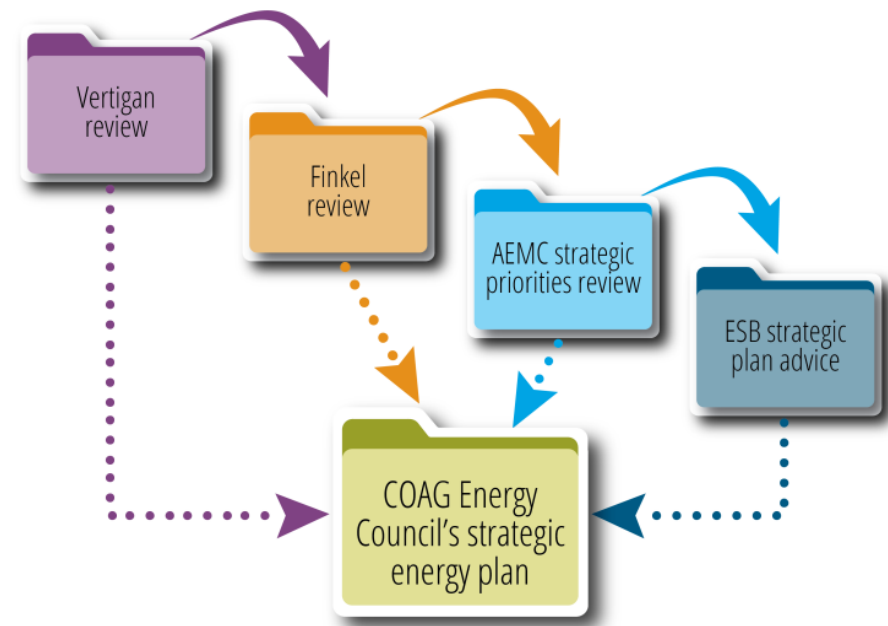 Vertigan
review
Finkel
review
AEMC strategic
priorities review
ESB strategic
plan advice
COAG Energy
Council’s strategic
energy plan